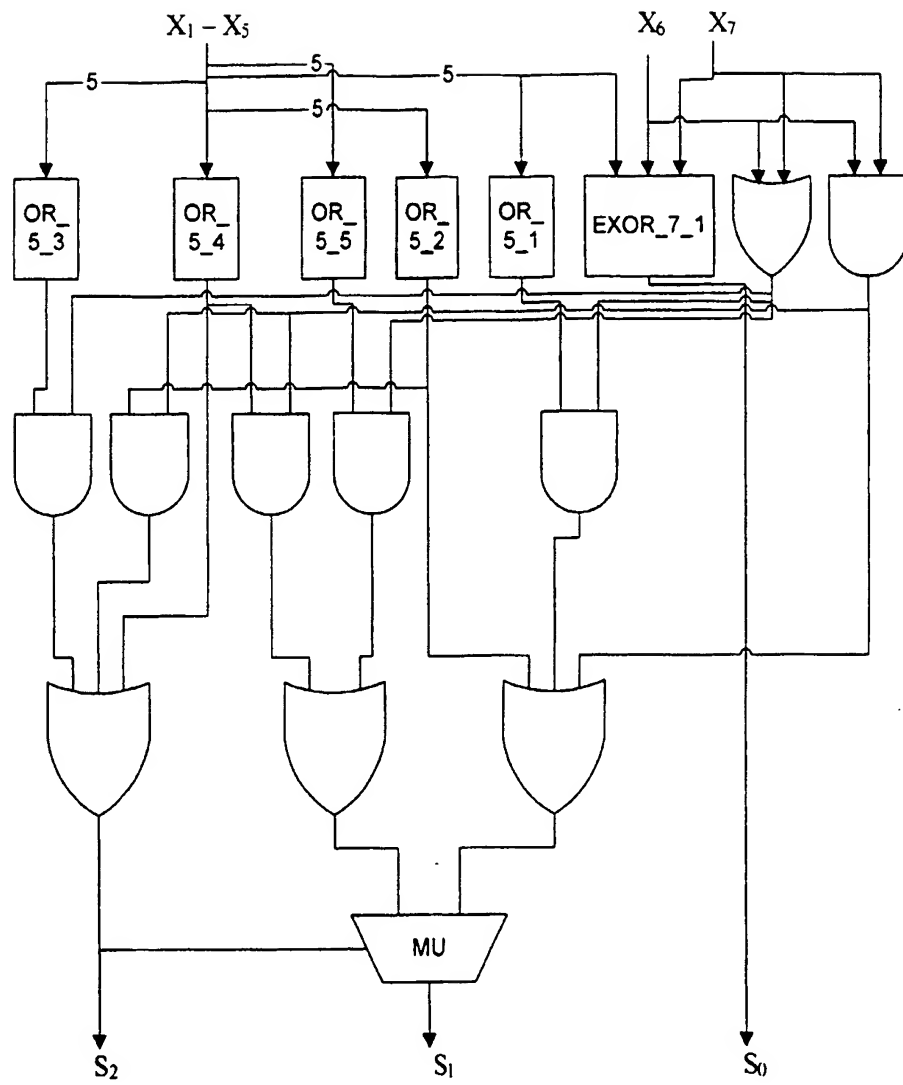 X1 – X5
X6
X7
5
5
5
5
OR_
5_3
OR_
5_4
OR_
5_5
OR_
5_2
OR_
5_1
EXOR_7_1
MU
S2
S1
S0